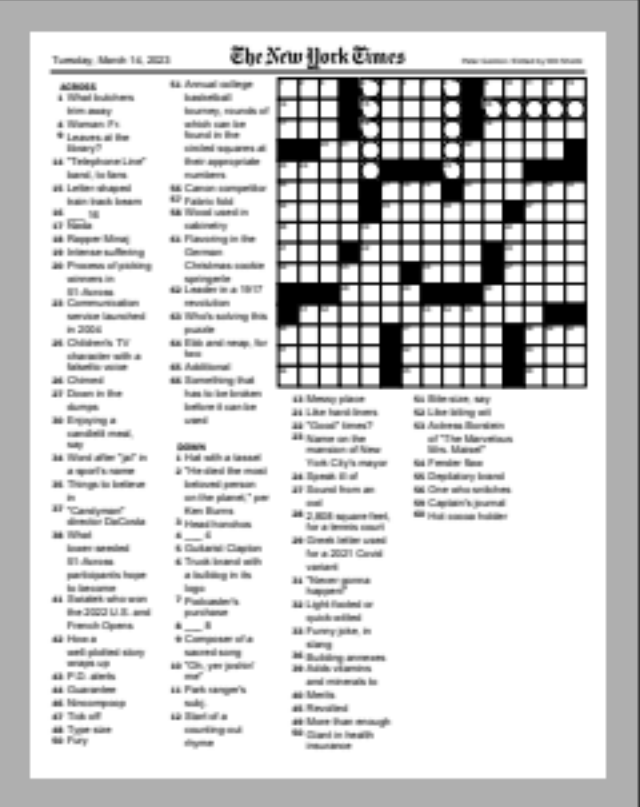 Tuesday, March 14, 2023
The New York Times
ACROSS
1 What butchers
trim away
4 Woman: Fr.
9 Leaves at the
library?
14 "Telephone Line"
band, to fans
15 Letter-shaped
train track beam
16 ___ 16
17 Nada
18 Rapper Minaj
19 Intense suffering
20 Process of picking
winners in
51-Across
23 Communication
service launched
in 2004
25 Children's TV
character with a
falsetto voice
26 Chimed
27 Down in the
dumps
30 Enjoying a
candlelit meal,
say
34 Word after "jai" in
a sport's name
35 Things to believe
in
37 "Candyman"
director DaCosta
38 What
lower-seeded
51-Across
participants hope
to become
41 Swiatek who won
the 2022 U.S. and
French Opens
42 How a
well-plotted story
wraps up
43 P.D. alerts
44 Guarantee
46 Nincompoop
47 Tick off
48 Type size
50 Fury
51 Annual college
basketball
tourney, rounds of
which can be
found in the
circled squares at
their appropriate
numbers
56 Canon competitor
57 Fabric fold
58 Wood used in
cabinetry
61 Flavoring in the
German
Christmas cookie
springerle
62 Leader in a 1917
revolution
63 Who's solving this
puzzle
64 Ebb and neap, for
two
65 Additional
66 Something that
has to be broken
before it can be
used
DOWN
1 Hat with a tassel
2 "He died the most
beloved person
on the planet," per
Ken Burns
3 Head honchos
4 ___ 4
5 Guitarist Clapton
6 Truck brand with
a bulldog in its
logo
7 Podcaster's
purchase
8 ___ 8
9 Composer of a
sacred song
10 "Oh, yer jokin'
me"
11 Park ranger's
subj.
12 Start of a
counting-out
rhyme
13 Messy place
21 Like hard-liners
22 "Good" times?
23 Name on the
mansion of New
York City's mayor
24 Speak ill of
27 Sound from an
owl
28 2,808 square feet,
for a tennis court
29 Greek letter used
for a 2021 Covid
variant
31 "Never gonna
happen"
32 Light-footed or
quick-witted
33 Funny joke, in
slang
36 Building annexes
39 Adds vitamins
and minerals to
40 Merits
45 Revolted
49 More than enough
50 Giant in health
insurance
51 Bite-size, say
52 Like biting wit
53 Actress Borstein
of "The Marvelous
Mrs. Maisel"
54 Fender flaw
55 Depilatory brand
56 One who snitches
59 Captain's journal
60 Hot cocoa holder